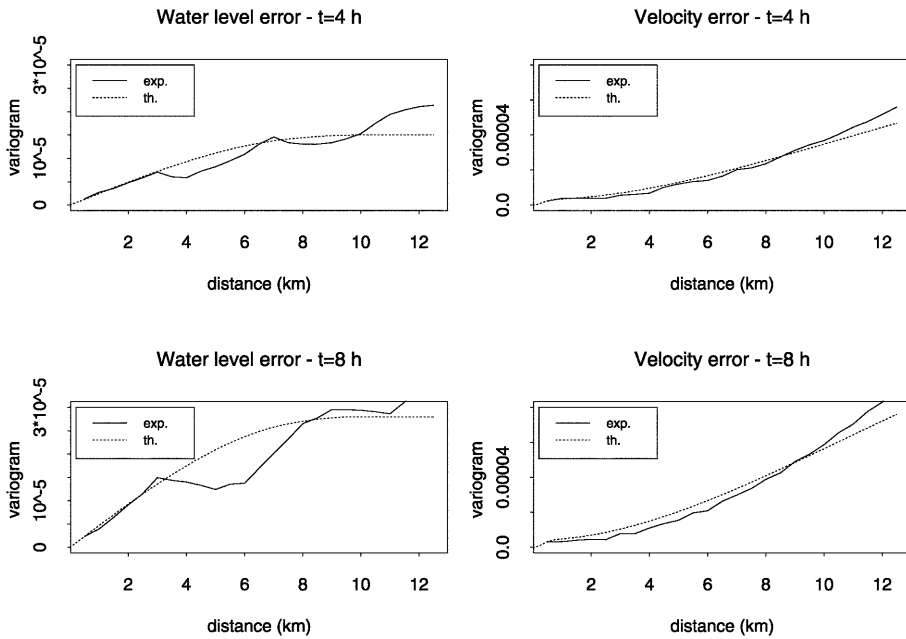 Water level error - t=4 h
variogram
0 10^-5 3*10^-5
exp.
th.
2 4 6 8 10 12
distance (km)
Velocity error - t=4 h
variogram
0.0 0.00004
exp.
th.
2 4 6 8 10 12
distance (km)
Water level error - t=8 h
variogram
0 10^-5 3*10^-5
exp.
th.
2 4 6 8 10 12
distance (km)
Velocity error - t=8 h
variogram
0.0 0.00004
exp.
th.
2 4 6 8 10 12
distance (km)